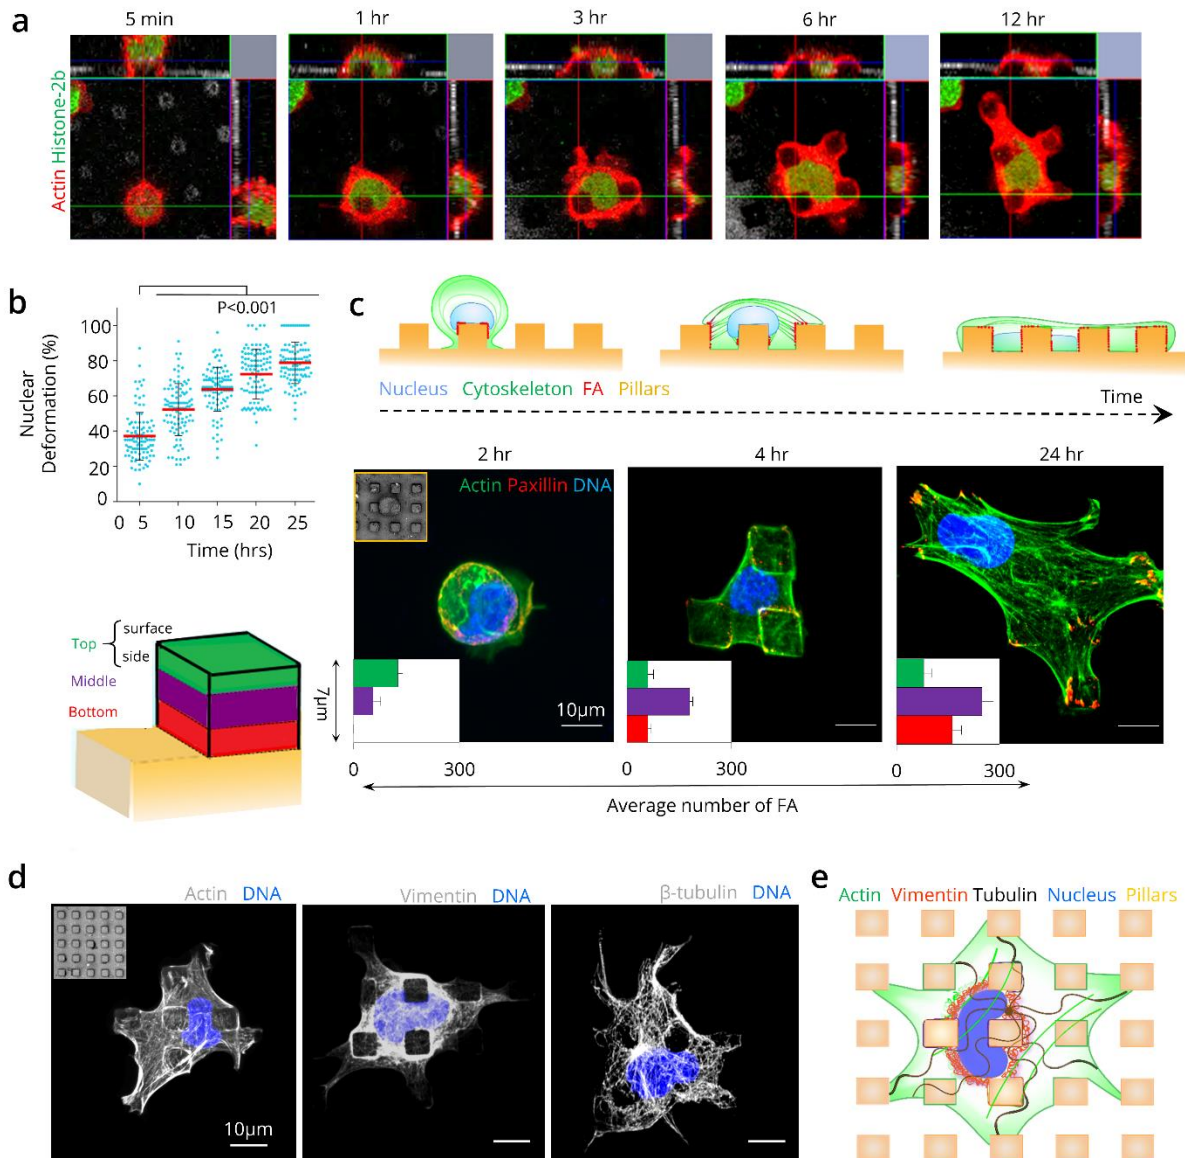 a
5 min 1 hr 3 hr 6 hr 12 hr
Actin Histone-2b
b
P<0.001
Nuclear
Deformation (%)
100
80
60
40
20
0
0 5 10 15 20 25
Time (hrs)
Top
surface
side
Middle
Bottom
c
Nucleus Cytoskeleton FA Pillars
Time
2 hr 4 hr 24 hr
Actin Paxillin DNA
7µm
10µm
0 300 0 300 0 300
Average number of FA
d
Actin DNA Vimentin DNA β-tubulin DNA
10µm
e
Actin Vimentin Tubulin Nucleus Pillars